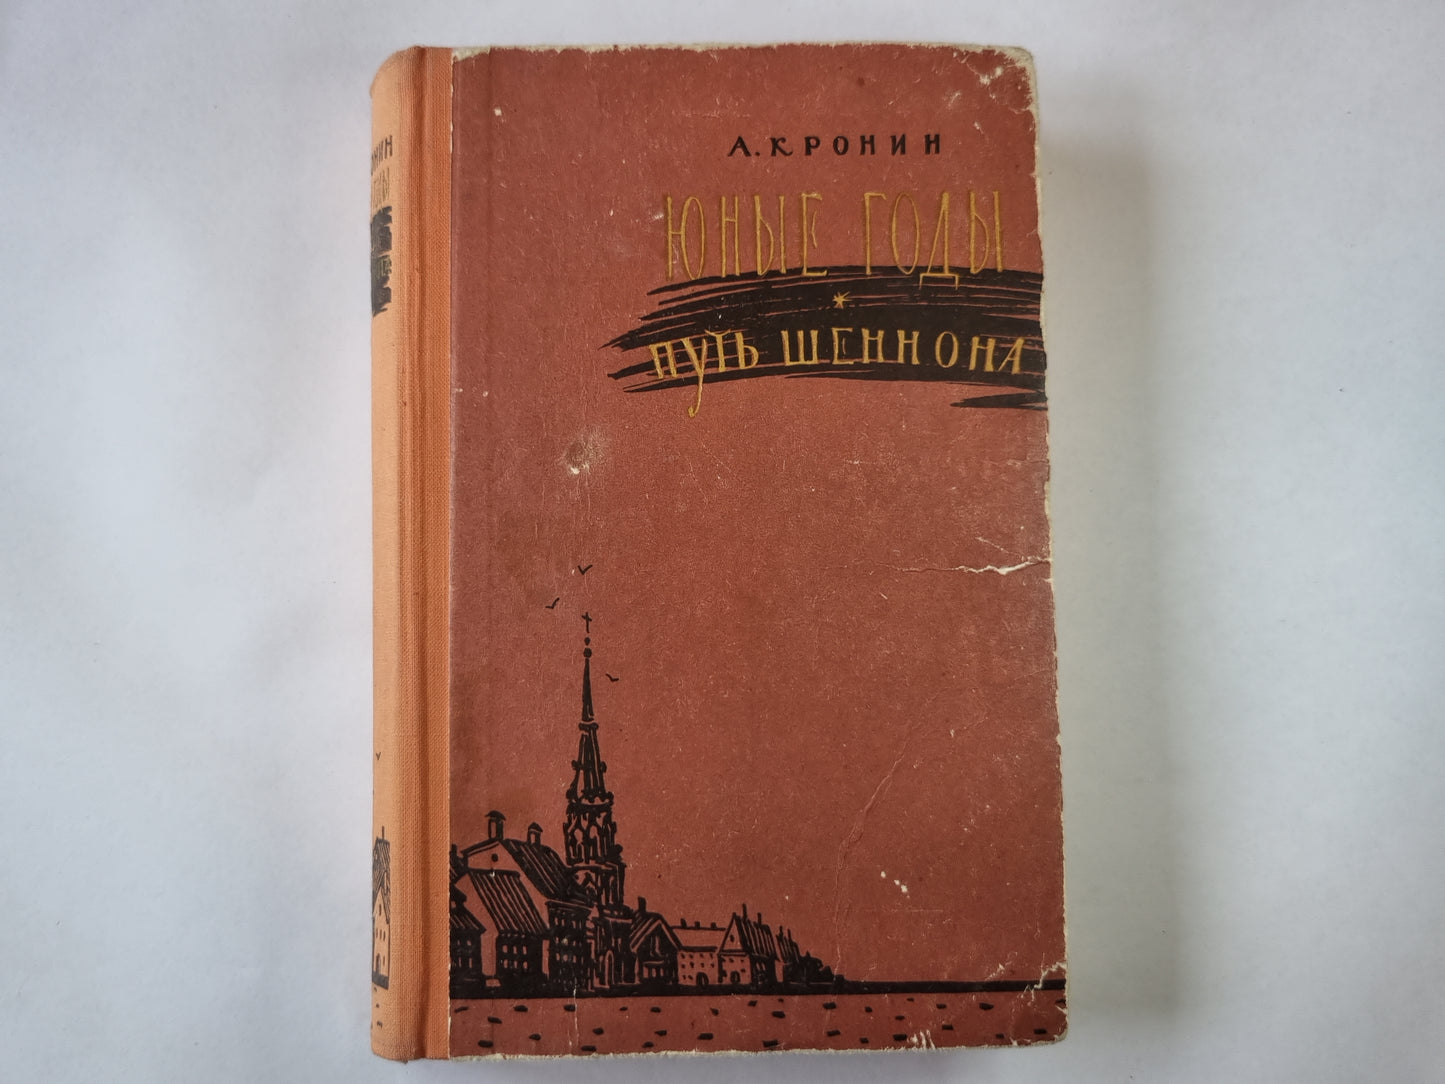 А. КРОНИН
ЮНЫЕ ГОДЫ
ПУТЬ ШЕННОНА